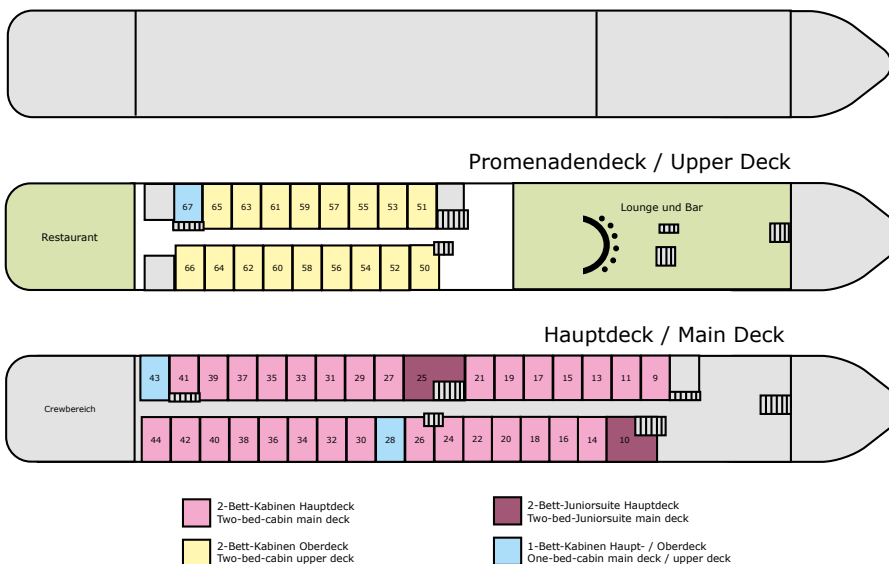 Promenadendeck / Upper Deck
67 65 63 61 59 57 55 53 51
Lounge und Bar
Restaurant
66 64 62 60 58 56 54 52 50
Hauptdeck / Main Deck
43 41 39 37 35 33 31 29 27 25 21 19 17 15 13 11 9
Crewbereich
44 42 40 38 36 34 32 30 28 26 24 22 20 18 16 14 10
2-Bett-Kabinen Hauptdeck
Two-bed-cabin main deck
2-Bett-Juniorsuite Hauptdeck
Two-bed-Juniorsuite main deck
2-Bett-Kabinen Oberdeck
Two-bed-cabin upper deck
1-Bett-Kabinen Haupt- / Oberdeck
One-bed-cabin main deck / upper deck